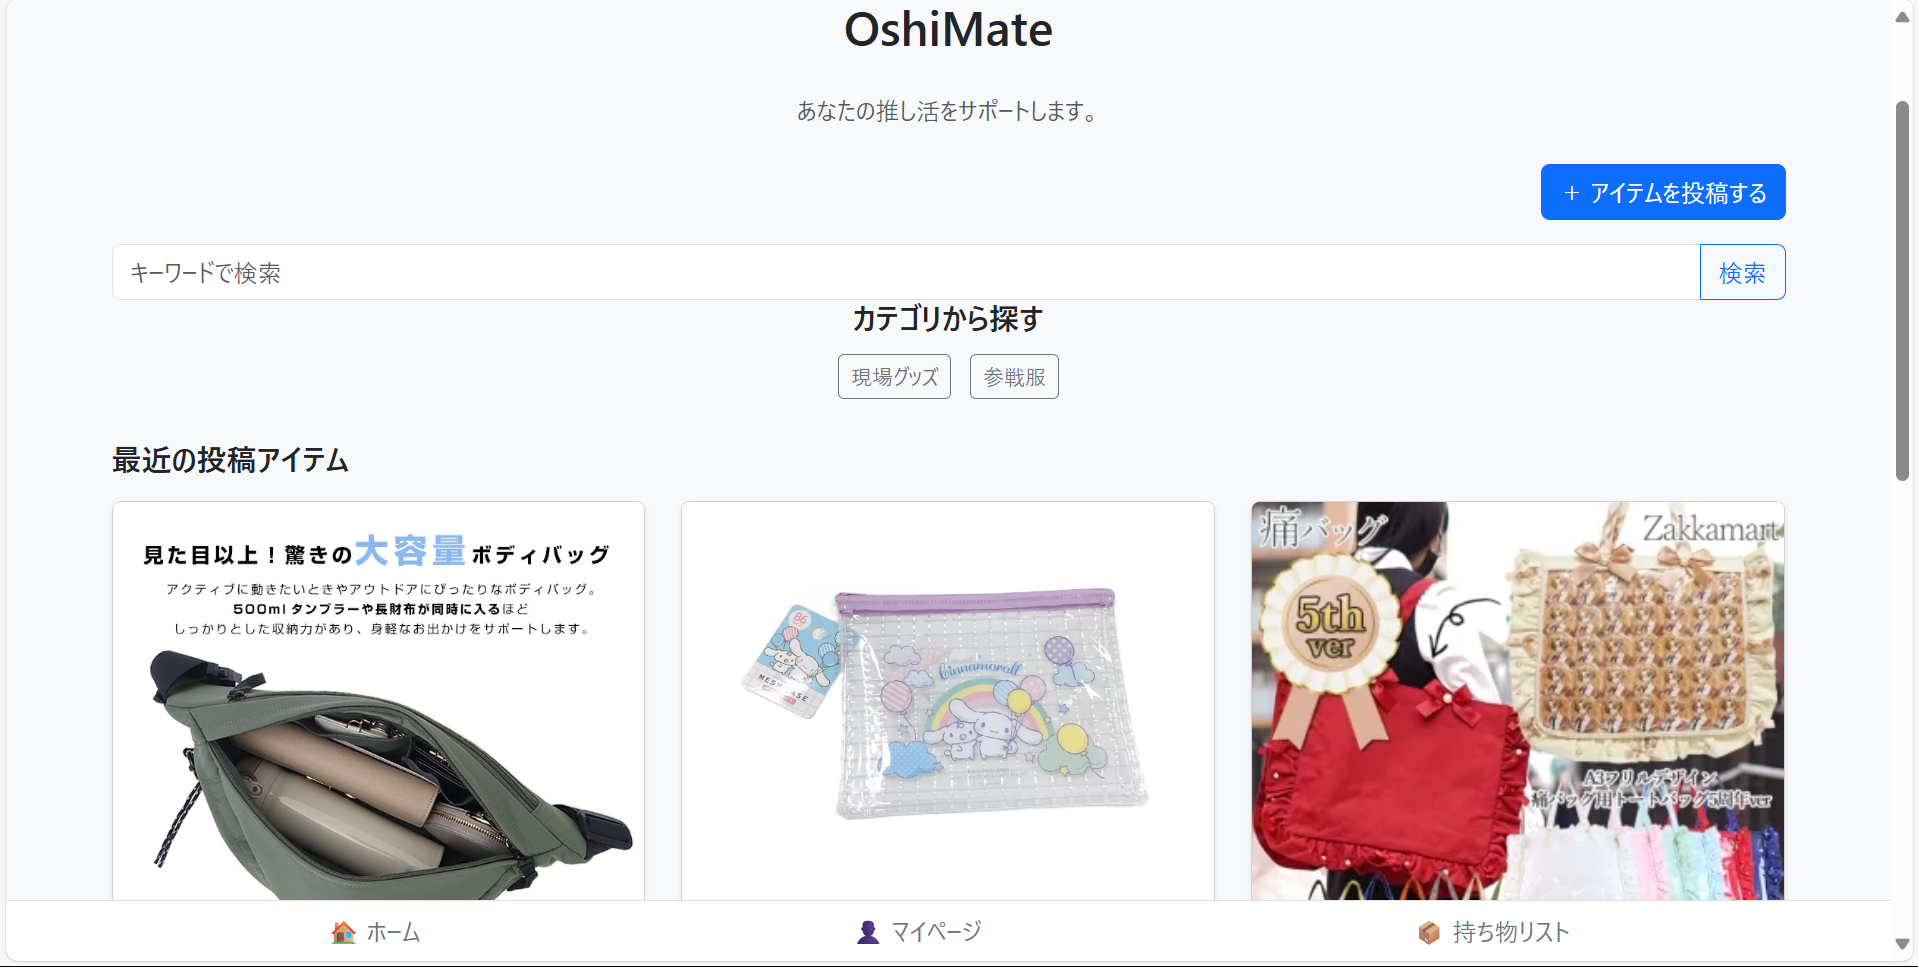 OshiMate
あなたの推し活をサポートします。
＋ アイテムを投稿する
キーワードで検索
検索
カテゴリから探す
現場グッズ
参戦服
最近の投稿アイテム
見た目以上！驚きの大容量ボディバッグ
アクティブに動きたいときやアウトドアにぴったりなボディバッグ。
500mlタンブラーや長財布が同時に入るほど
しっかりとした収納力があり、身軽なお出かけをサポートします。
B6
Cinnamoroll
痛バッグ
Zakkamart
5th
ver
A3フリルデザイン
痛バッグ用トートバッグ5周年ver
ホーム
マイページ
持ち物リスト